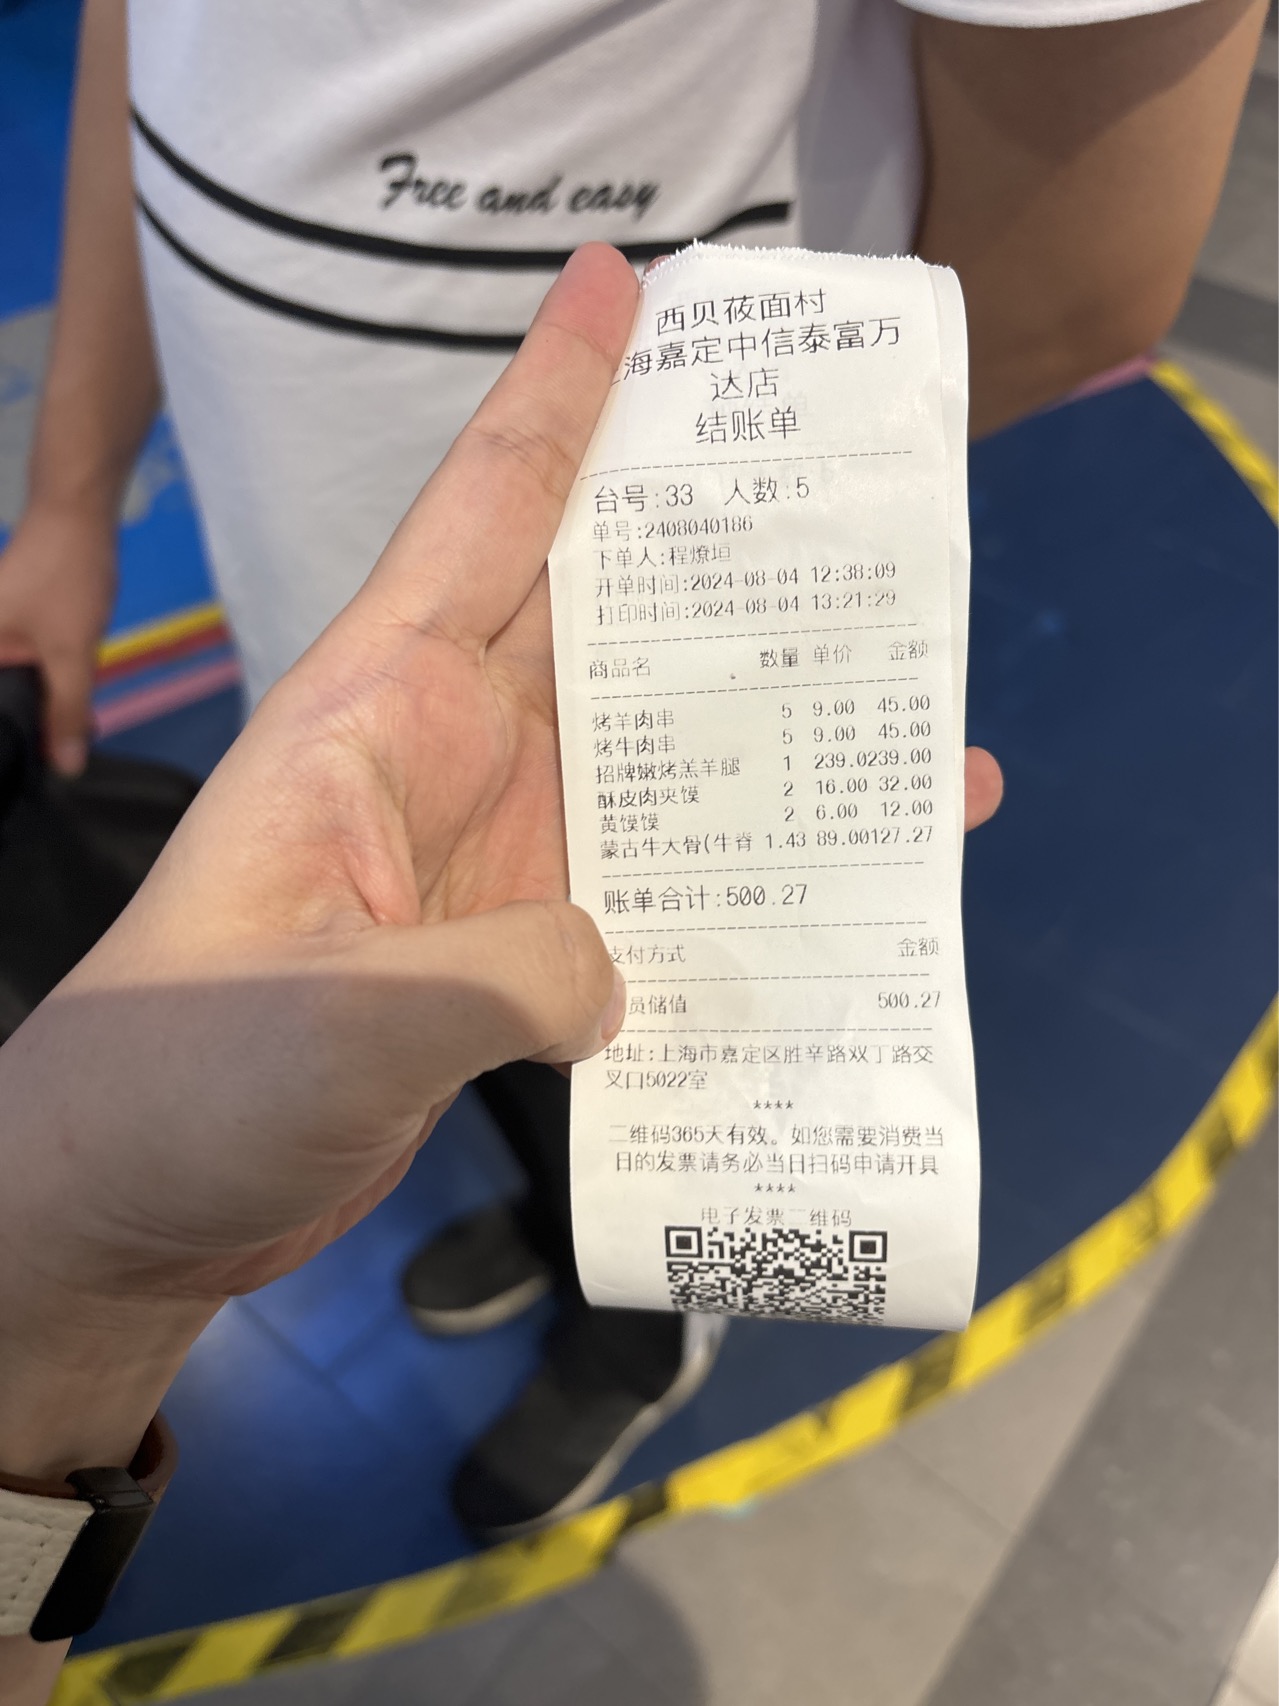 Free and easy
西贝莜面村
上海嘉定中信泰富万
达店
结账单
台号:33 人数:5
单号:2408040186
下单人:程燎垣
开单时间:2024-08-04 12:38:09
打印时间:2024-08-04 13:21:29
商品名 数量 单价 金额
烤羊肉串 5 9.00 45.00
烤牛肉串 5 9.00 45.00
招牌嫩烤羔羊腿 1 239.0239.00
酥皮肉夹馍 2 16.00 32.00
黄馍馍 2 6.00 12.00
蒙古牛大骨(牛脊 1.43 89.00127.27
账单合计:500.27
支付方式 金额
员储值 500.27
地址:上海市嘉定区胜辛路双丁路交
叉口5022室
****
二维码365天有效。如您需要消费当
日的发票请务必当日扫码申请开具
****
电子发票二维码